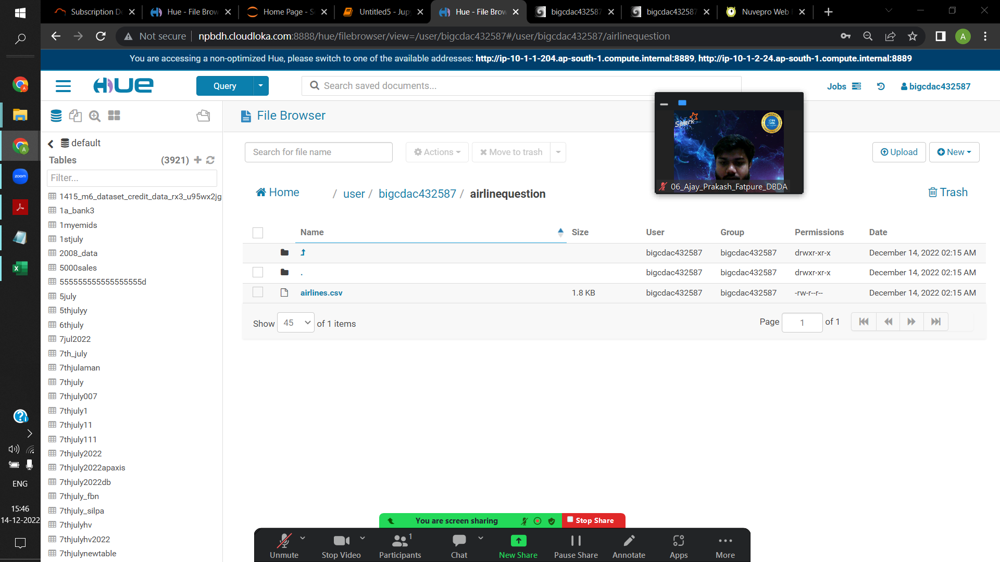 Subscription De
Hue - File Brow
Home Page - S
Untitled5 - Jup
Hue - File Brow
bigcdac432587
bigcdac432587
Nuvepro Web
Not secure
npbdh.cloudloka.com:8888/hue/filebrowser/view=/user/bigcdac432587#/user/bigcdac432587/airlinequestion
A
You are accessing a non-optimized Hue, please switch to one of the available addresses: http://ip-10-1-1-204.ap-south-1.compute.internal:8889, http://ip-10-1-2-24.ap-south-1.compute.internal:8889
HUE
Query
Search saved documents...
Jobs
bigcdac432587
File Browser
default
Tables
(3921)
Filter...
1415_m6_dataset_credit_data_rx3_u95wx2jg
1a_bank3
1myemids
1stjuly
2008_data
5000sales
555555555555555555d
5july
5thjulyy
6thjuly
7jul2022
7th_july
7thjulaman
7thjuly
7thjuly007
7thjuly1
7thjuly11
7thjuly111
7thjuly2022
7thjuly2022apaxis
7thjuly2022db
7thjuly_fbn
7thjuly_silpa
7thjulyhv
7thjulyhv2022
7thjulynewtable
Search for file name
Actions
Move to trash
Upload
New
Home / user / bigcdac432587 / airlinequestion
Trash
Spark
06_Ajay_Prakash_Fatpure_DBDA
Name Size User Group Permissions Date
bigcdac432587 bigcdac432587 drwxr-xr-x December 14, 2022 02:15 AM
. bigcdac432587 bigcdac432587 drwxr-xr-x December 14, 2022 02:15 AM
airlines.csv 1.8 KB bigcdac432587 bigcdac432587 -rw-r--r-- December 14, 2022 02:15 AM
Show 45 of 1 items
Page 1 of 1
zoom
ENG
15:46
14-12-2022
You are screen sharing
Stop Share
Unmute
Stop Video
Participants
1
Chat
New Share
Pause Share
Annotate
Apps
More